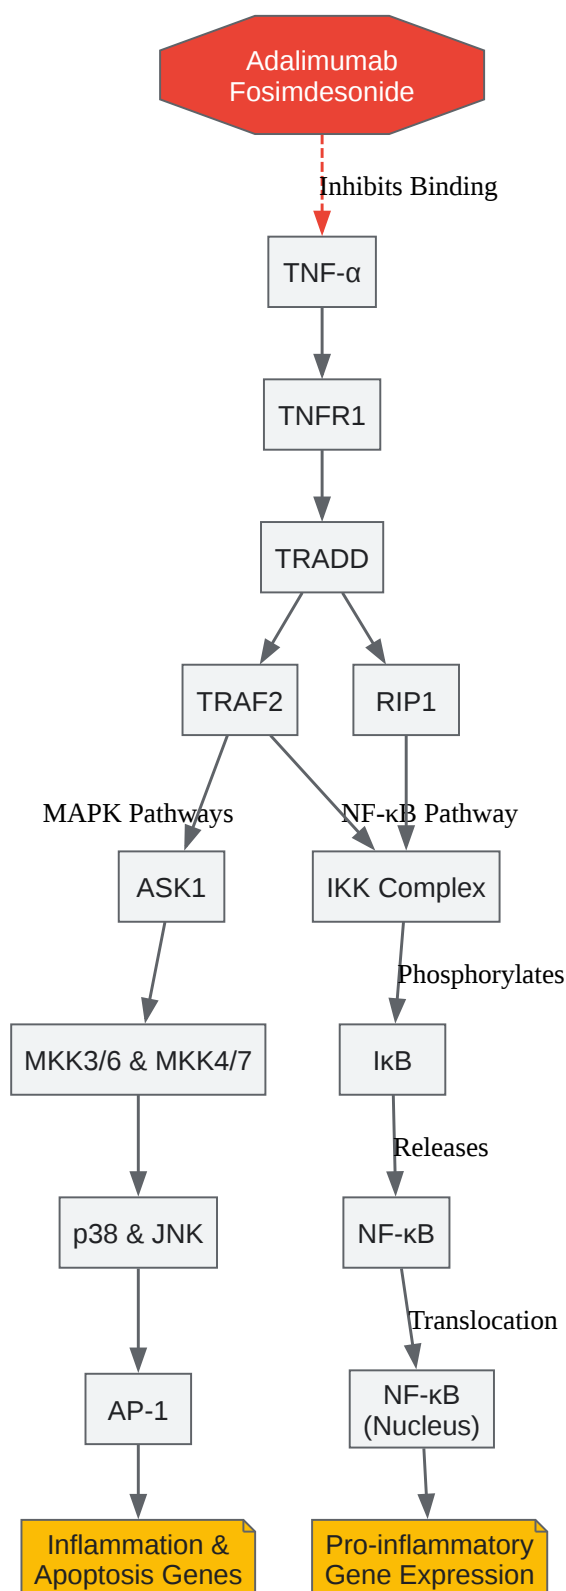 Adalimumab
Fosimdesonide
Inhibits Binding
TNF-α
TNFR1
TRADD
TRAF2
RIP1
MAPK Pathways
NF-κB Pathway
ASK1
IKK Complex
Phosphorylates
MKK3/6 & MKK4/7
IκB
Releases
p38 & JNK
NF-κB
Translocation
AP-1
NF-κB
(Nucleus)
Inflammation &
Apoptosis Genes
Pro-inflammatory
Gene Expression